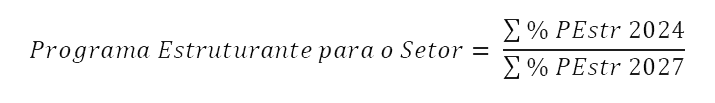 Programa Estruturante para o Setor = ∑ % PEstr 2024
∑ % PEstr 2027